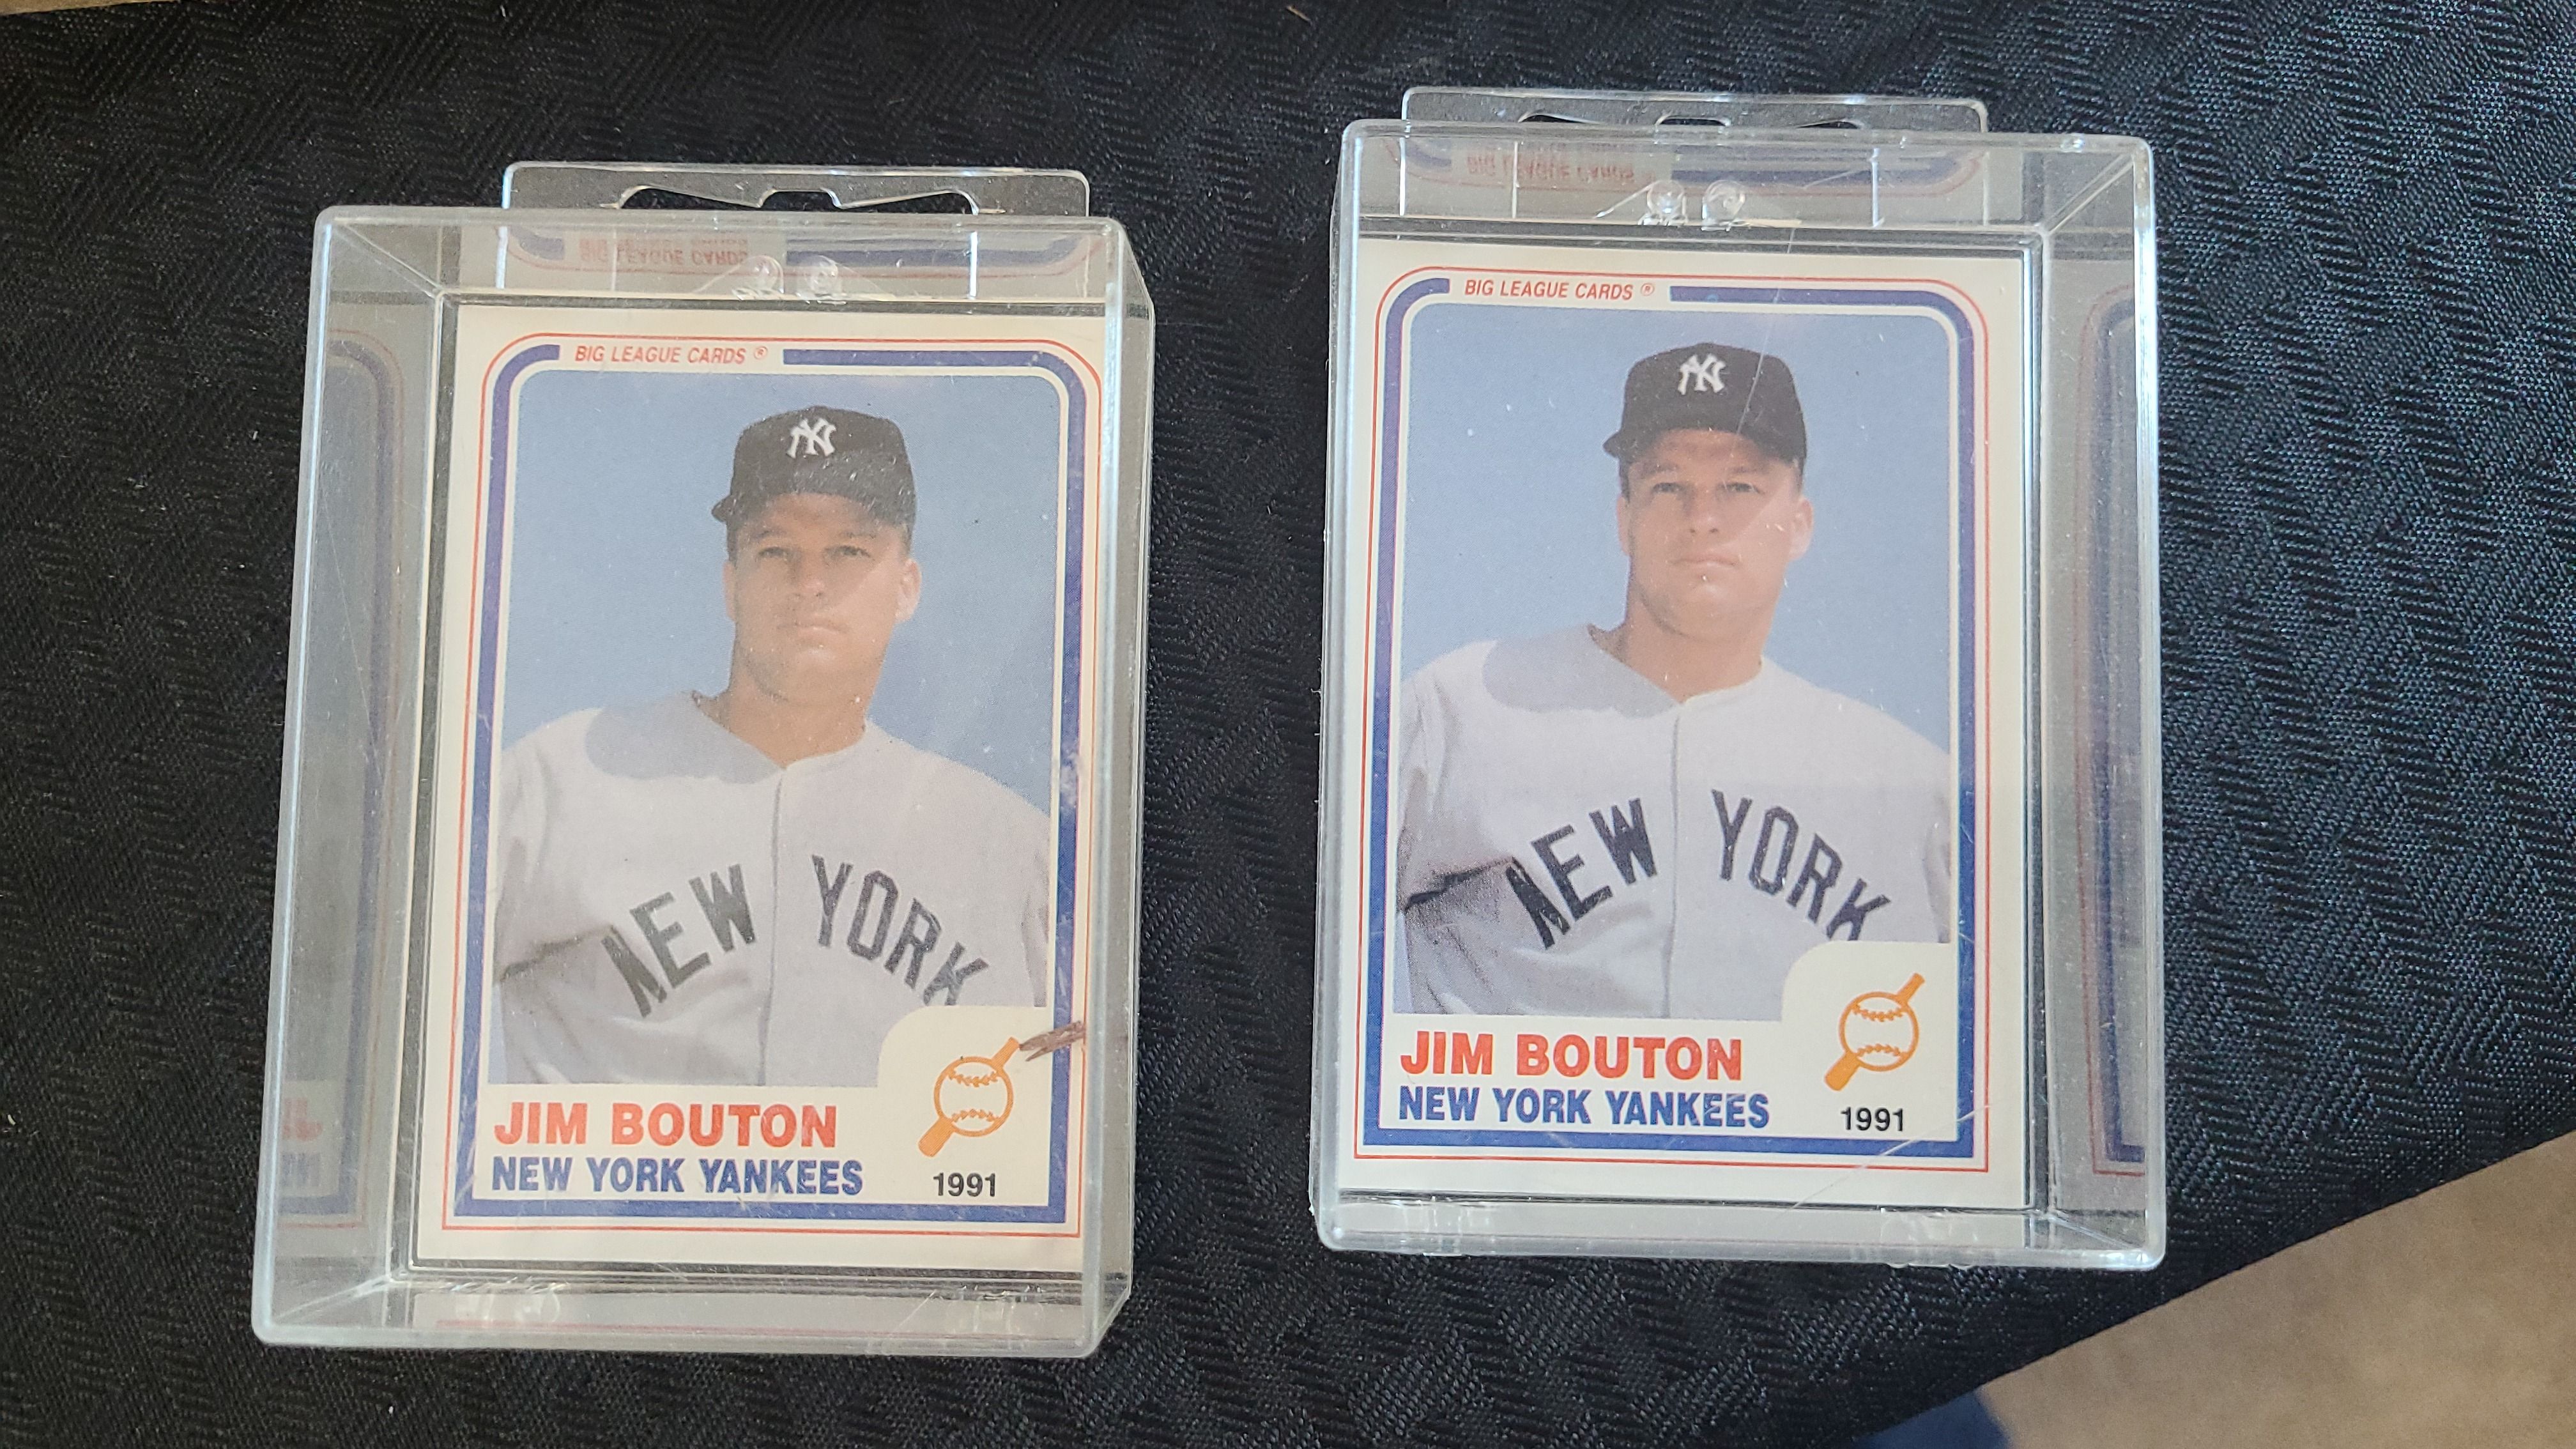 BIG LEAGUE CARDS ®
NY
NEW YORK
JIM BOUTON
NEW YORK YANKEES
1991
BIG LEAGUE CARDS ®
NY
NEW YORK
JIM BOUTON
NEW YORK YANKEES
1991